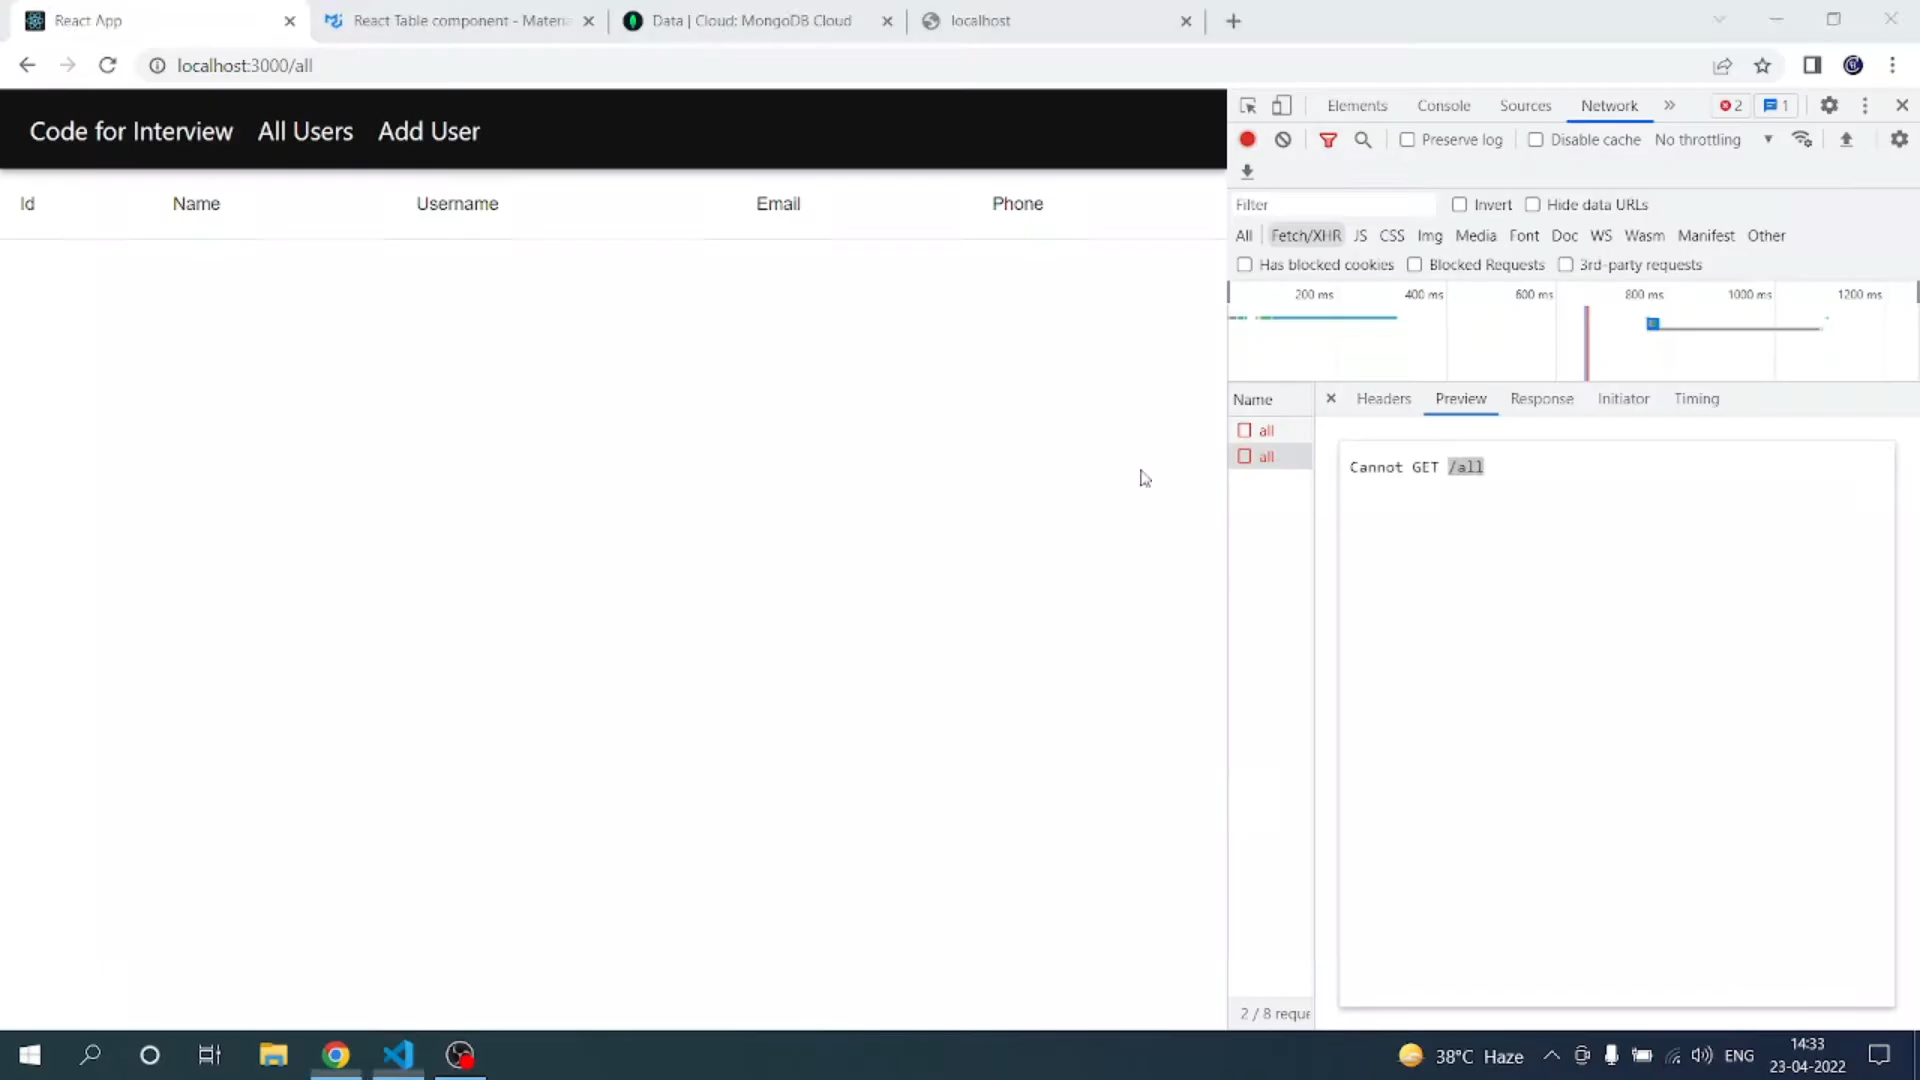 React App
React Table component - Materia
Data | Cloud: MongoDB Cloud
localhost
localhost:3000/all
Code for Interview All Users Add User
Id Name Username Email Phone
Elements Console Sources Network 2 1
Preserve log Disable cache No throttling
Filter Invert Hide data URLs
All Fetch/XHR JS CSS Img Media Font Doc WS Wasm Manifest Other
Has blocked cookies Blocked Requests 3rd-party requests
200 ms 400 ms 600 ms 800 ms 1000 ms 1200 ms
Name Headers Preview Response Initiator Timing
all
all
Cannot GET /all
2 / 8 reque
38°C Haze ENG
14:33
23-04-2022